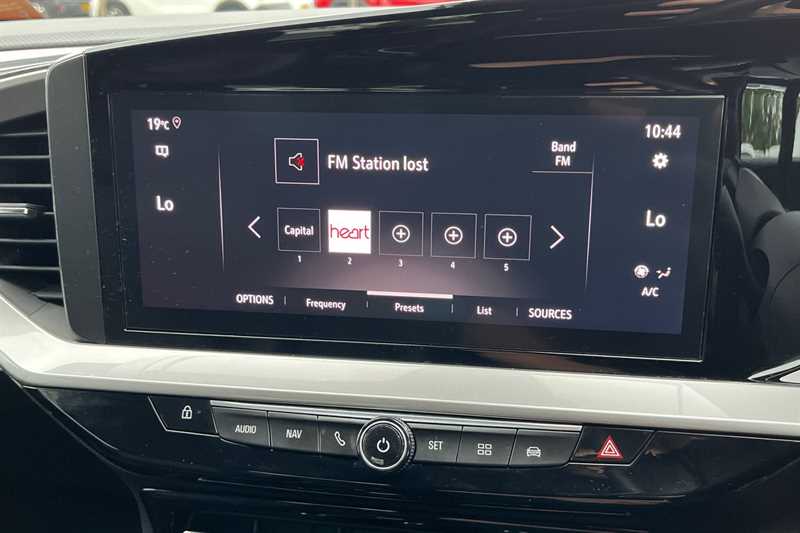 19°C
10:44
FM Station lost
Band
FM
Lo
Lo
Capital
heart
1
2
3
4
5
A/C
OPTIONS
Frequency
Presets
List
SOURCES
AUDIO
NAV
SET